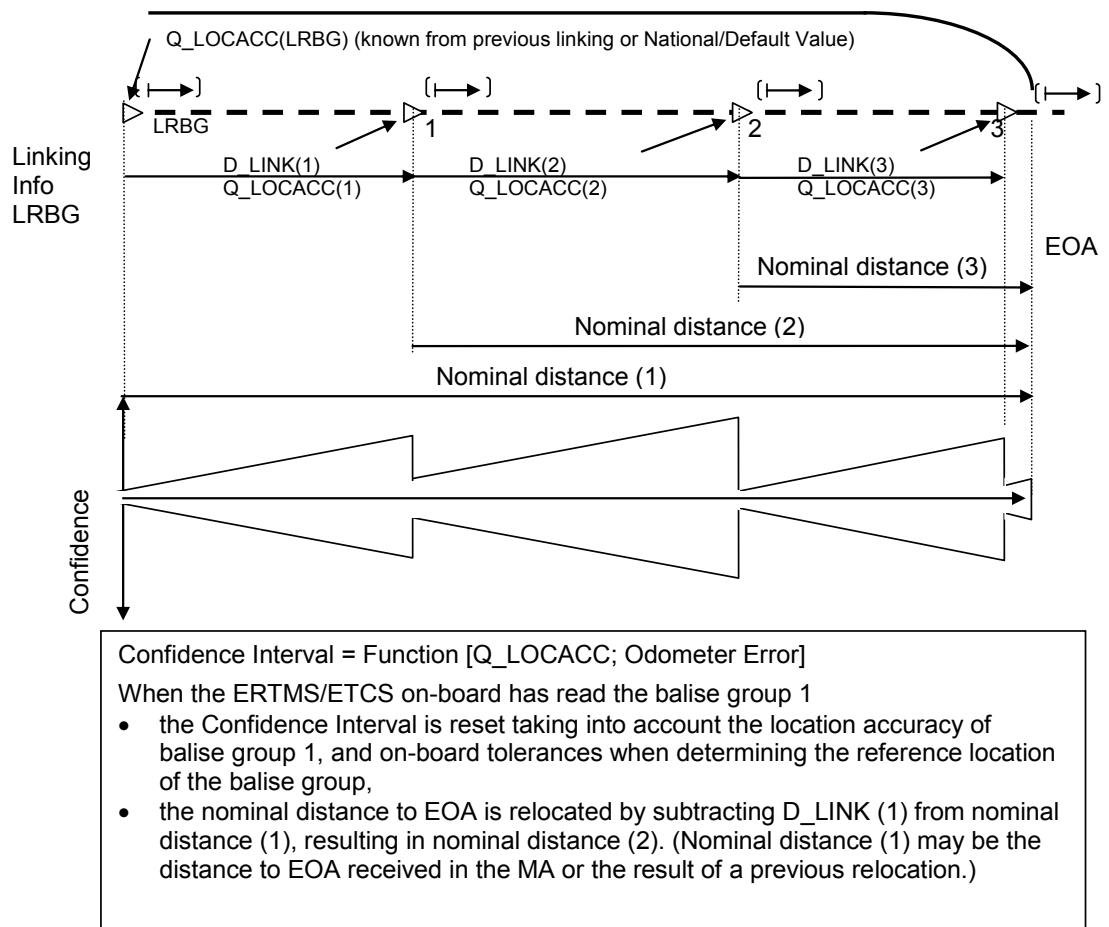 Q_LOCACC(LRBG) (known from previous linking or National/Default Value)
LRBG
1
2
3
Linking
Info
LRBG
D_LINK(1)
Q_LOCACC(1)
D_LINK(2)
Q_LOCACC(2)
D_LINK(3)
Q_LOCACC(3)
EOA
Nominal distance (3)
Nominal distance (2)
Nominal distance (1)
Confidence
Confidence Interval = Function [Q_LOCACC; Odometer Error]
When the ERTMS/ETCS on-board has read the balise group 1
• the Confidence Interval is reset taking into account the location accuracy of
balise group 1, and on-board tolerances when determining the reference location
of the balise group,
• the nominal distance to EOA is relocated by subtracting D_LINK (1) from nominal
distance (1), resulting in nominal distance (2). (Nominal distance (1) may be the
distance to EOA received in the MA or the result of a previous relocation.)